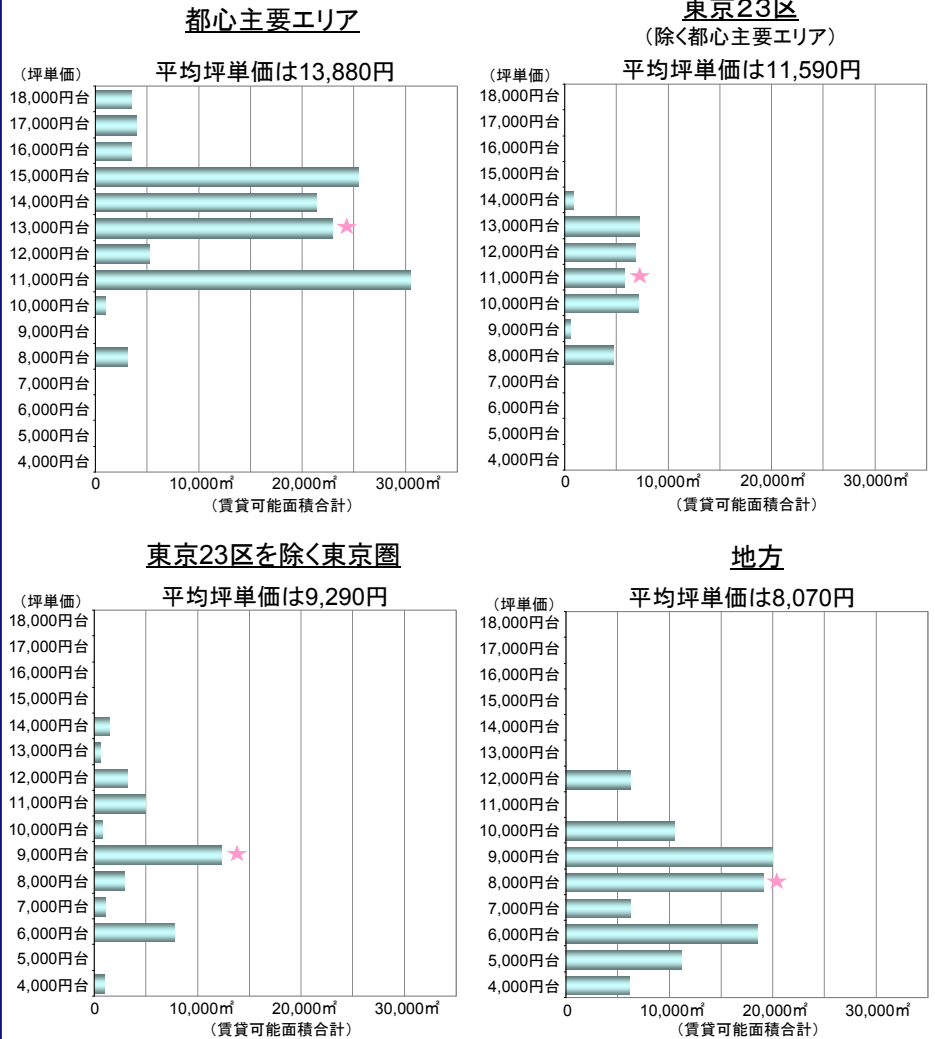 都心主要エリア
平均坪単価は13,880円
（坪単価）
18,000円台
17,000円台
16,000円台
15,000円台
14,000円台
13,000円台
12,000円台
11,000円台
10,000円台
9,000円台
8,000円台
7,000円台
6,000円台
5,000円台
4,000円台
0 10,000㎡ 20,000㎡ 30,000㎡
（賃貸可能面積合計）
東京23区
（除く都心主要エリア）
平均坪単価は11,590円
（坪単価）
18,000円台
17,000円台
16,000円台
15,000円台
14,000円台
13,000円台
12,000円台
11,000円台
10,000円台
9,000円台
8,000円台
7,000円台
6,000円台
5,000円台
4,000円台
0 10,000㎡ 20,000㎡ 30,000㎡
（賃貸可能面積合計）
東京23区を除く東京圏
平均坪単価は9,290円
（坪単価）
18,000円台
17,000円台
16,000円台
15,000円台
14,000円台
13,000円台
12,000円台
11,000円台
10,000円台
9,000円台
8,000円台
7,000円台
6,000円台
5,000円台
4,000円台
0 10,000㎡ 20,000㎡ 30,000㎡
（賃貸可能面積合計）
地方
平均坪単価は8,070円
（坪単価）
18,000円台
17,000円台
16,000円台
15,000円台
14,000円台
13,000円台
12,000円台
11,000円台
10,000円台
9,000円台
8,000円台
7,000円台
6,000円台
5,000円台
4,000円台
0 10,000㎡ 20,000㎡ 30,000㎡
（賃貸可能面積合計）